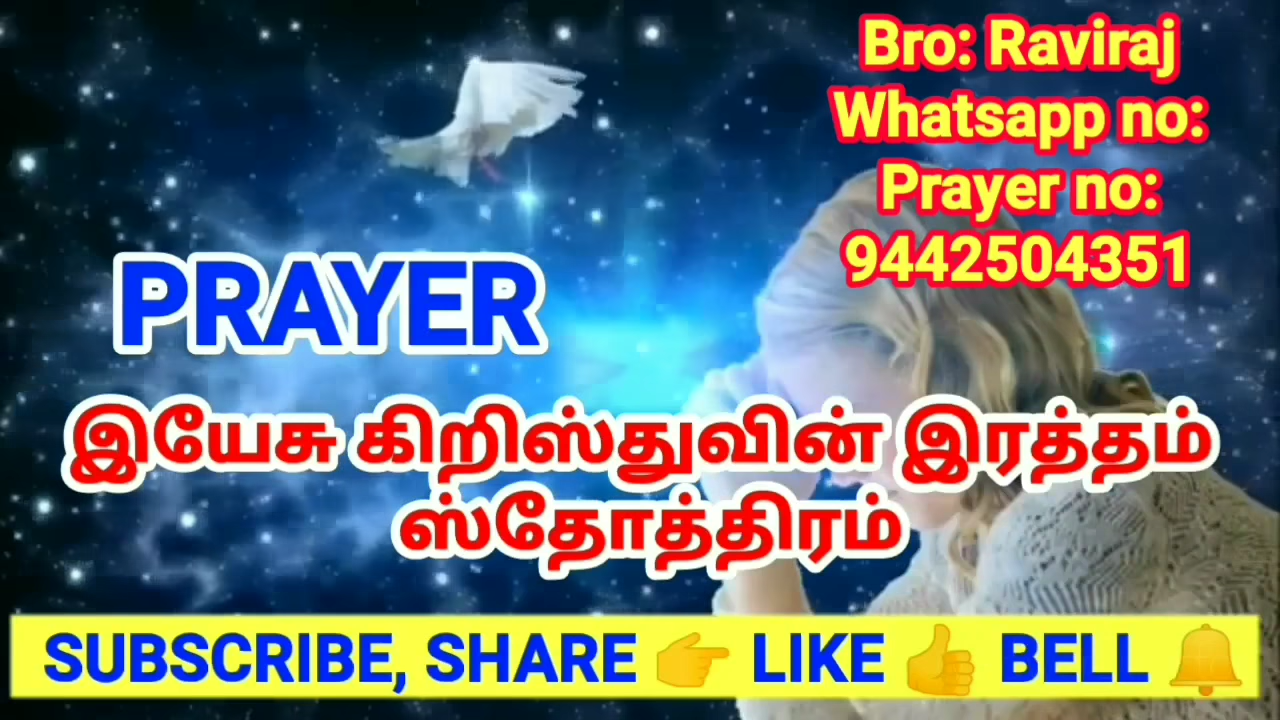 Bro: Raviraj
Whatsapp no:
Prayer no:
9442504351
PRAYER
இயேசு கிறிஸ்துவின் இரத்தம்
ஸ்தோத்திரம்
SUBSCRIBE, SHARE 👉 LIKE 👍 BELL 🔔